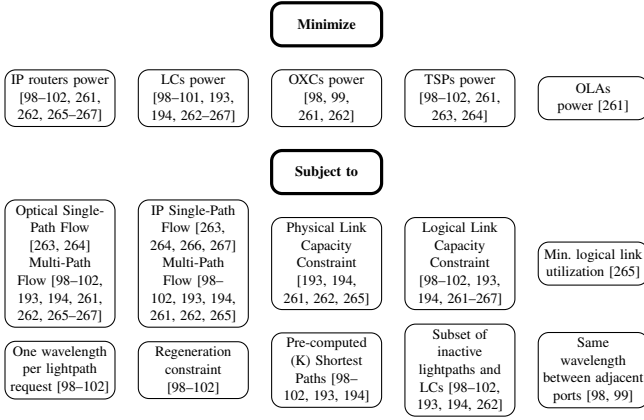 Minimize
IP routers power
[98–102, 261,
262, 265–267]
LCs power
[98–101, 193,
194, 262–267]
OXCs power
[98, 99,
261, 262]
TSPs power
[98–102, 261,
263, 264]
OLAs
power [261]
Subject to
Optical Single-
Path Flow
[263, 264]
Multi-Path
Flow [98–102,
193, 194, 261,
262, 265–267]
IP Single-Path
Flow [263,
264, 266, 267]
Multi-Path
Flow [98–
102, 193, 194,
261, 262, 265]
Physical Link
Capacity
Constraint
[193, 194,
261, 262, 265]
Logical Link
Capacity
Constraint
[98–102, 193,
194, 261–267]
Min. logical link
utilization [265]
One wavelength
per lightpath
request [98–102]
Regeneration
constraint
[98–102]
Pre-computed
(K) Shortest
Paths [98–
102, 193, 194]
Subset of
inactive
lightpaths and
LCs [98–102,
193, 194, 262]
Same
wavelength
between adjacent
ports [98, 99]